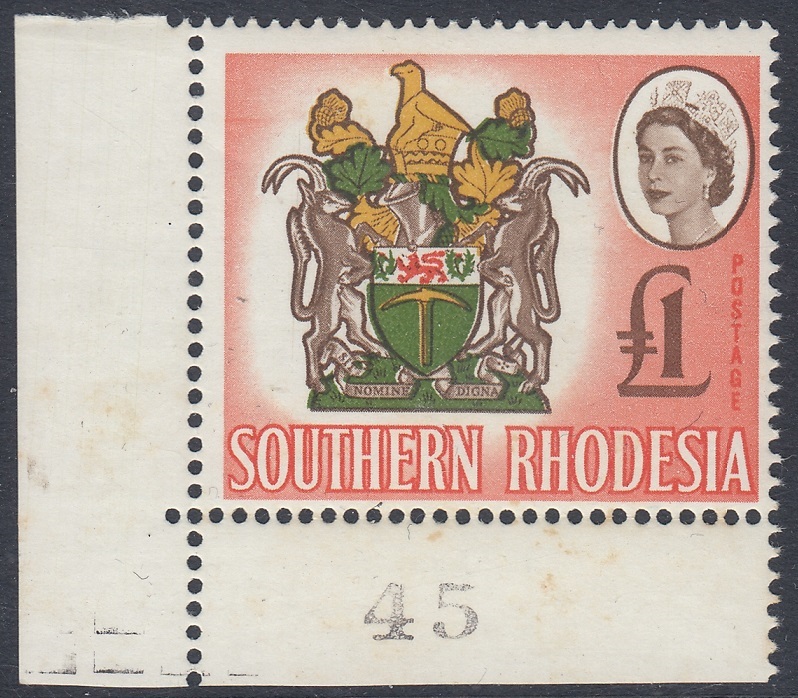 £1
POSTAGE
SIT
NOMINE DIGNA
SOUTHERN RHODESIA
45